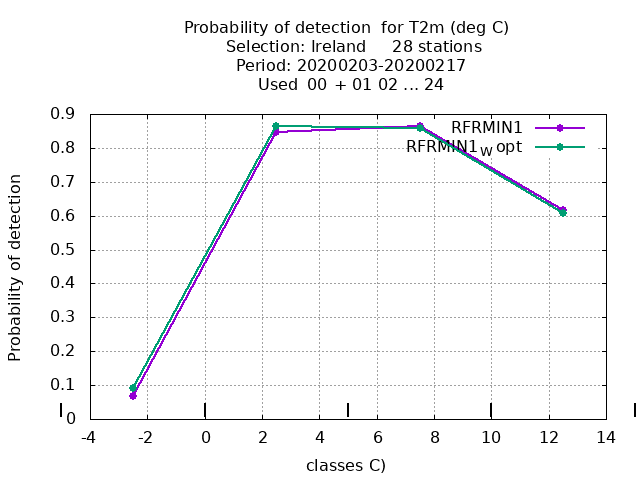 Probability of detection  for T2m (deg C)
Selection: Ireland     28 stations
Period: 20200203-20200217
Used  00 + 01 02 ... 24
RFRMIN1
RFRMIN1W opt
Probability of detection
0.9
0.8
0.7
0.6
0.5
0.4
0.3
0.2
0.1
0
-4 -2 0 2 4 6 8 10 12 14
classes C)